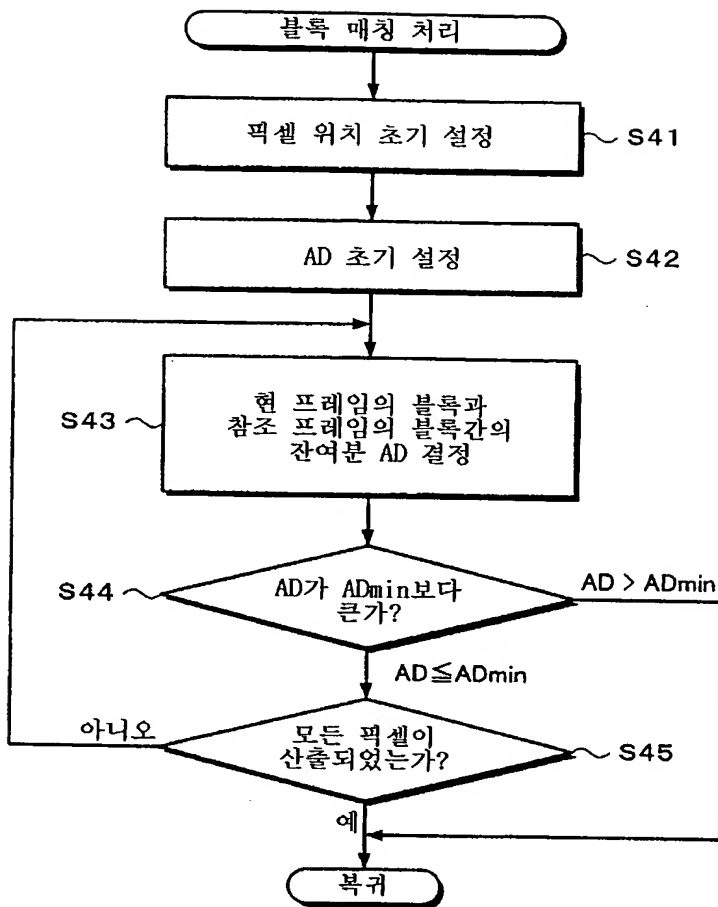 블록 매칭 처리
픽셀 위치 초기 설정
S41
AD 초기 설정
S42
현 프레임의 블록과
참조 프레임의 블록간의
잔여분 AD 결정
S43
AD가 ADmin보다
큰가?
S44
AD > ADmin
AD≦ADmin
모든 픽셀이
산출되었는가?
S45
아니오
예
복귀